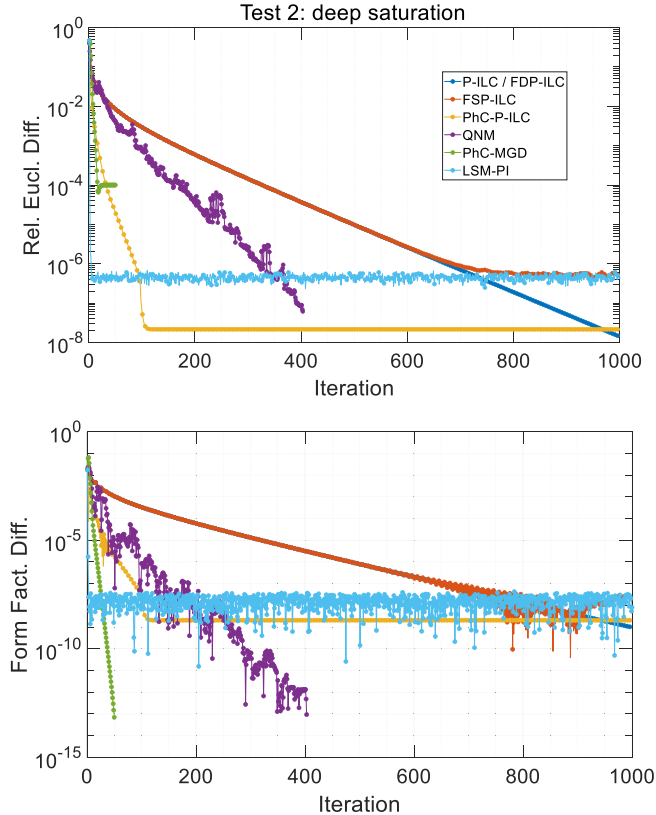 Test 2: deep saturation
10^0
10^-2
10^-4
10^-6
10^-8
Rel. Eucl. Diff.
P-ILC / FDP-ILC
FSP-ILC
PhC-P-ILC
QNM
PhC-MGD
LSM-PI
0 200 400 600 800 1000
Iteration
10^0
10^-5
10^-10
10^-15
Form Fact. Diff.
0 200 400 600 800 1000
Iteration